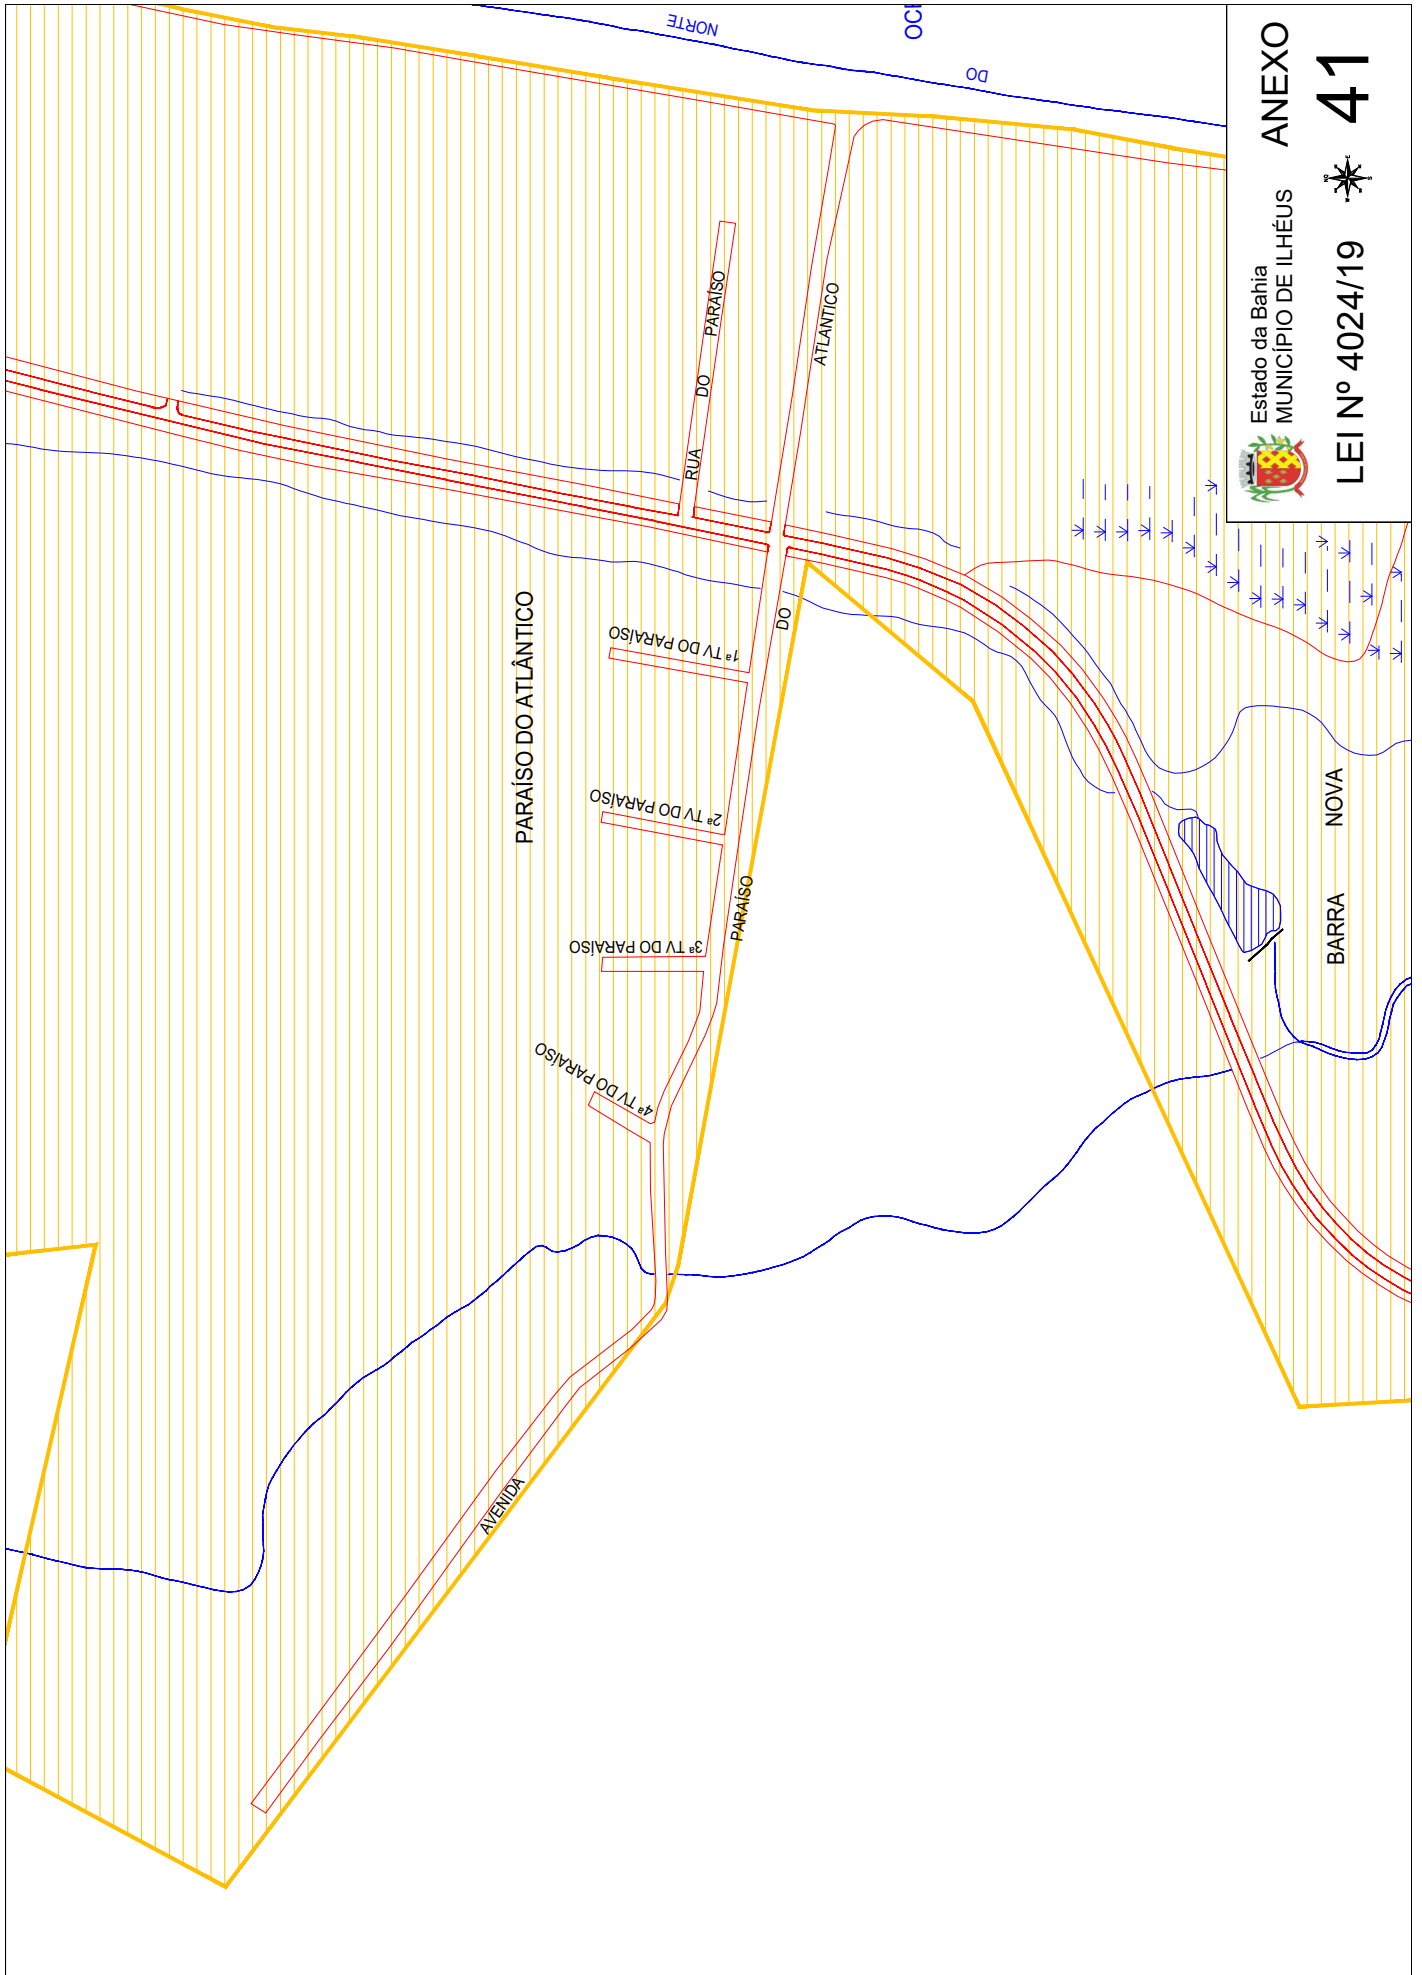 NORTE
DO
OCE
RUA DO PARAÍSO
AVENIDA PARAÍSO DO ATLANTICO
PARAÍSO DO ATLÂNTICO
1ª TV DO PARAÍSO
2ª TV DO PARAÍSO
3ª TV DO PARAÍSO
4ª TV DO PARAÍSO
BARRA NOVA
Estado da Bahia
MUNICÍPIO DE ILHÉUS
ANEXO
LEI Nº 4024/19
41